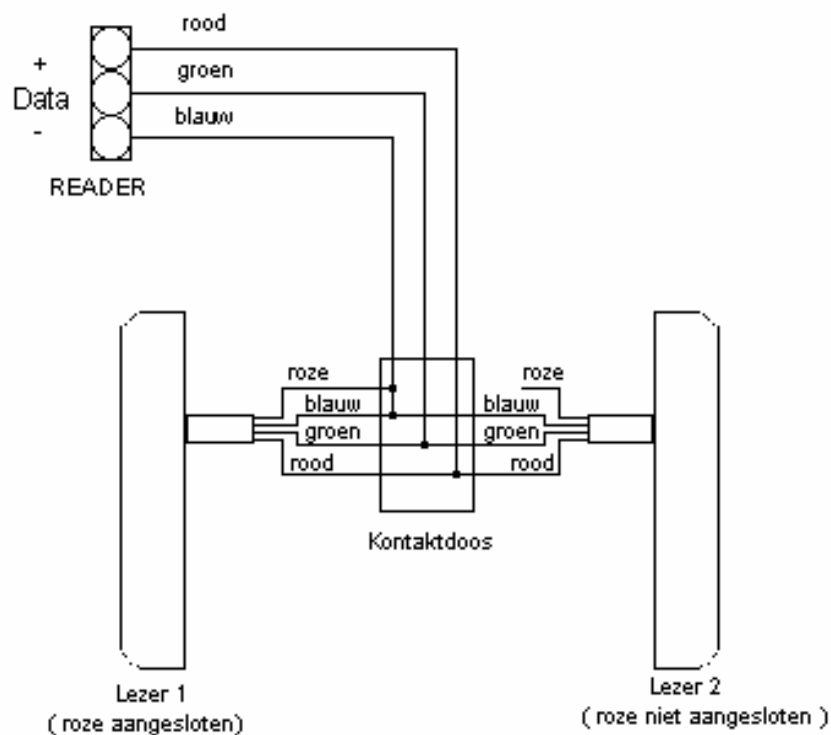 rood
+
groen
Data
blauw
-
READER
roze
roze
blauw
blauw
groen
groen
rood
rood
Kontaktdoos
Lezer 1
( roze aangesloten)
Lezer 2
( roze niet aangesloten )